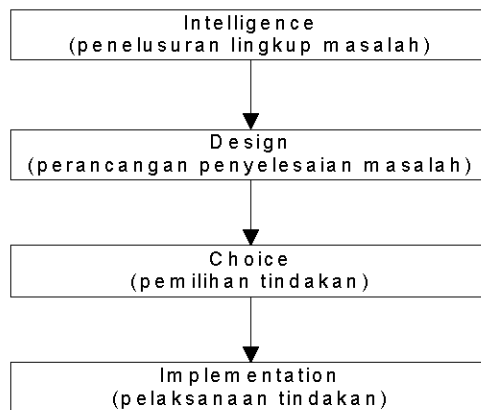 Intelligence
(penelusuran lingkup masalah)
Design
(perancangan penyelesaian masalah)
Choice
(pemilihan tindakan)
Implementation
(pelaksanaan tindakan)